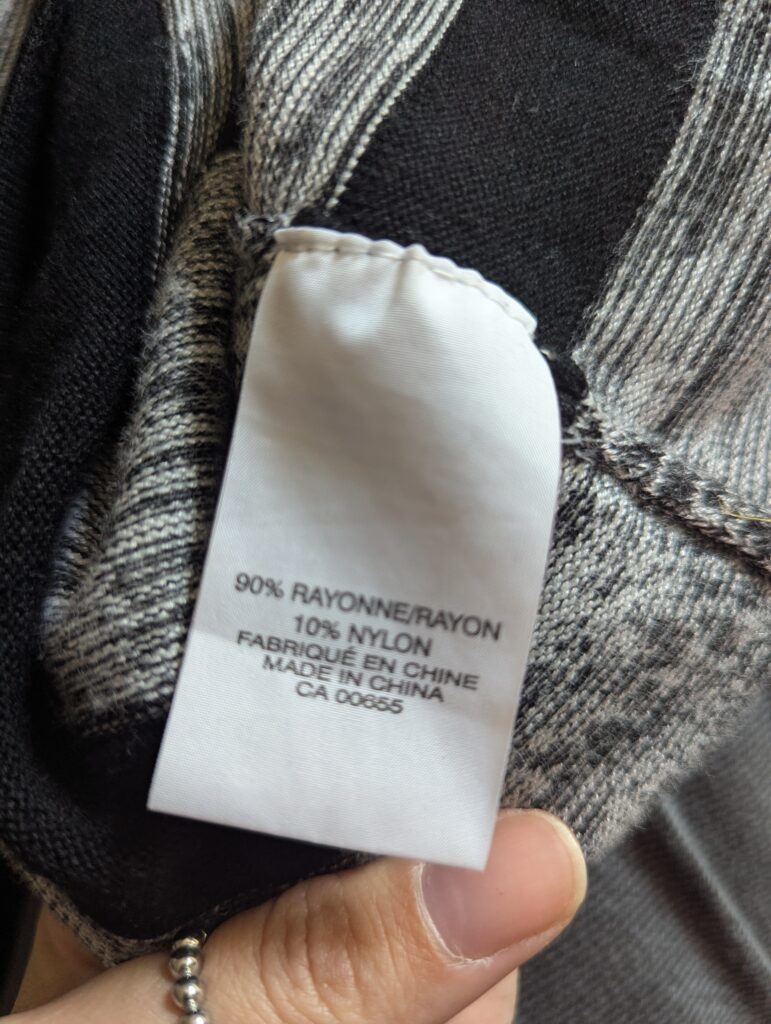 90% RAYONNE/RAYON
10% NYLON
FABRIQUÉ EN CHINE
MADE IN CHINA
CA 00655